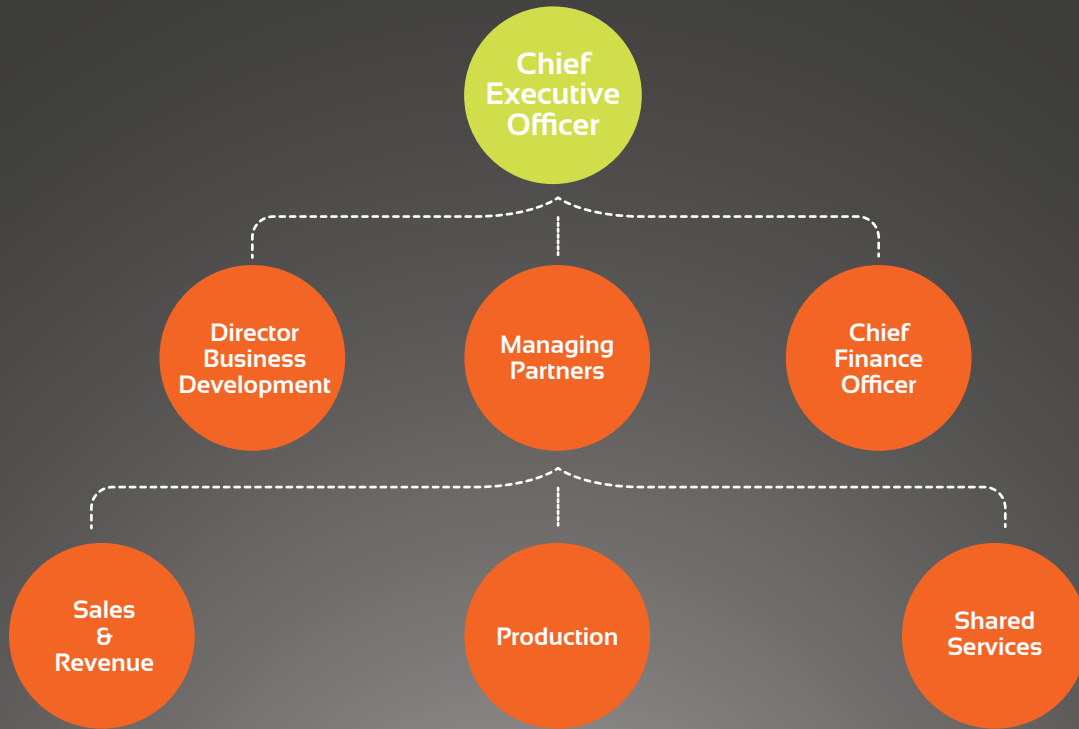 Chief
Executive
Officer
Director
Business
Development
Managing
Partners
Chief
Finance
Officer
Sales
&
Revenue
Production
Shared
Services